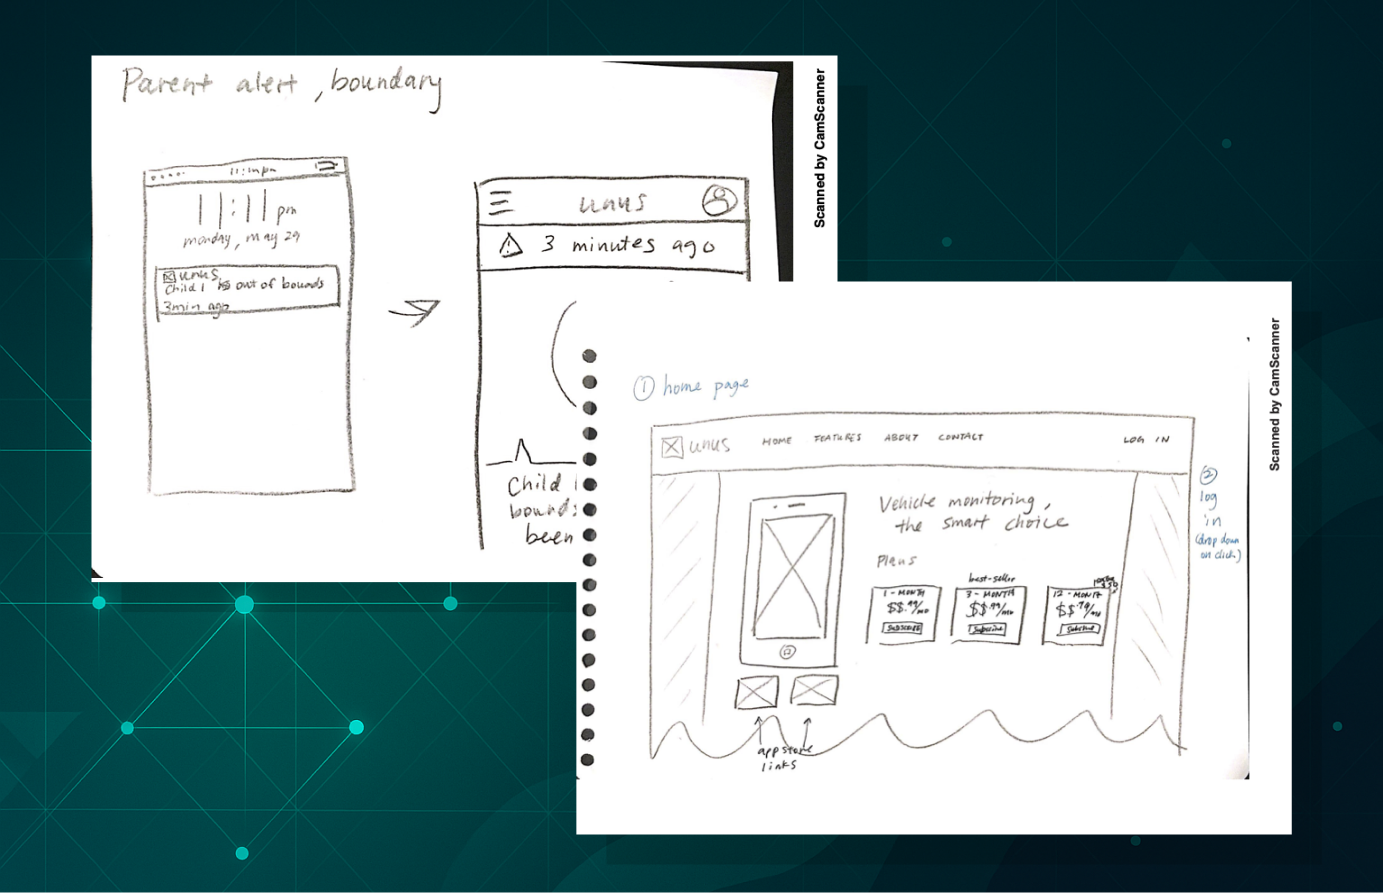 Parent alert, boundary
11:11pm
11:11 pm
monday, may 29
unus
Child 1 is out of bounds
3min ago
unus
3 minutes ago
Child
bounds
been
Scanned by CamScanner
1 home page
unus HOME FEATURES ABOUT CONTACT LOG IN
Vehicle monitoring,
the smart choice
Plans
best-seller
1 - MONTH
$$.99/mo
SUBSCRIBE
3 - MONTH
$$.99/mo
Subscribe
12 - MONTH
$$.79/mo
Subscribe
app store
links
2
log
in
(drop down
on click)
Scanned by CamScanner